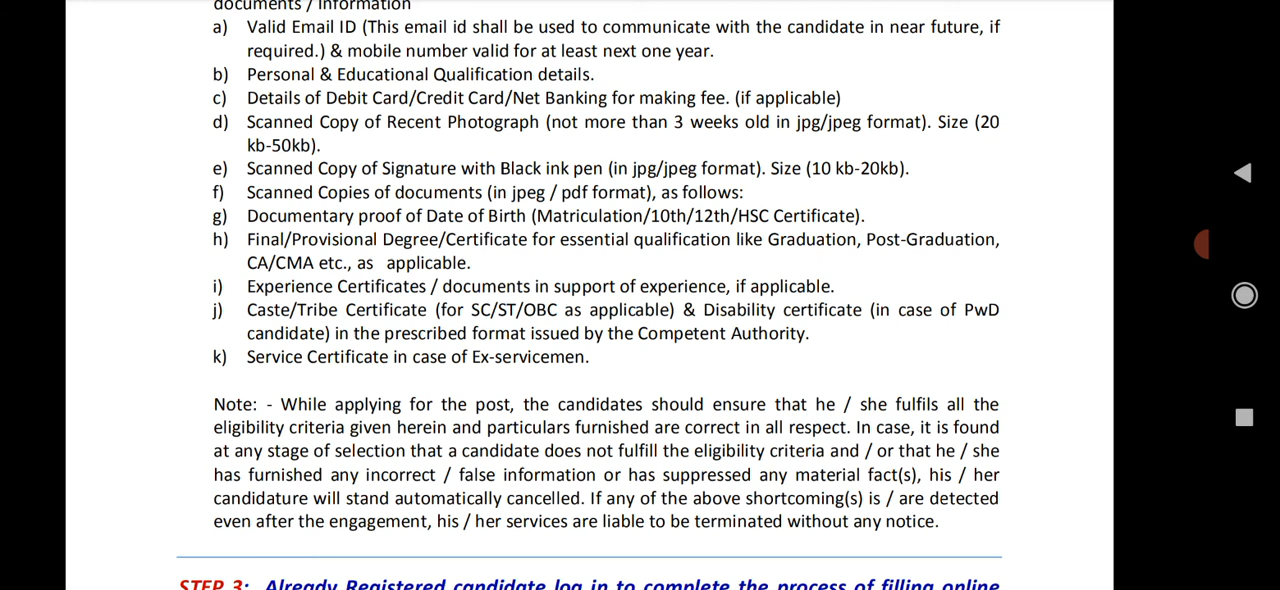 documents / Information
a) Valid Email ID (This email id shall be used to communicate with the candidate in near future, if
required.) & mobile number valid for at least next one year.
b) Personal & Educational Qualification details.
c) Details of Debit Card/Credit Card/Net Banking for making fee. (if applicable)
d) Scanned Copy of Recent Photograph (not more than 3 weeks old in jpg/jpeg format). Size (20
kb-50kb).
e) Scanned Copy of Signature with Black ink pen (in jpg/jpeg format). Size (10 kb-20kb).
f) Scanned Copies of documents (in jpeg / pdf format), as follows:
g) Documentary proof of Date of Birth (Matriculation/10th/12th/HSC Certificate).
h) Final/Provisional Degree/Certificate for essential qualification like Graduation, Post-Graduation,
CA/CMA etc., as applicable.
i) Experience Certificates / documents in support of experience, if applicable.
j) Caste/Tribe Certificate (for SC/ST/OBC as applicable) & Disability certificate (in case of PwD
candidate) in the prescribed format issued by the Competent Authority.
k) Service Certificate in case of Ex-servicemen.
Note: - While applying for the post, the candidates should ensure that he / she fulfils all the
eligibility criteria given herein and particulars furnished are correct in all respect. In case, it is found
at any stage of selection that a candidate does not fulfill the eligibility criteria and / or that he / she
has furnished any incorrect / false information or has suppressed any material fact(s), his / her
candidature will stand automatically cancelled. If any of the above shortcoming(s) is / are detected
even after the engagement, his / her services are liable to be terminated without any notice.
STEP 3: Already Registered candidate log in to complete the process of filling online